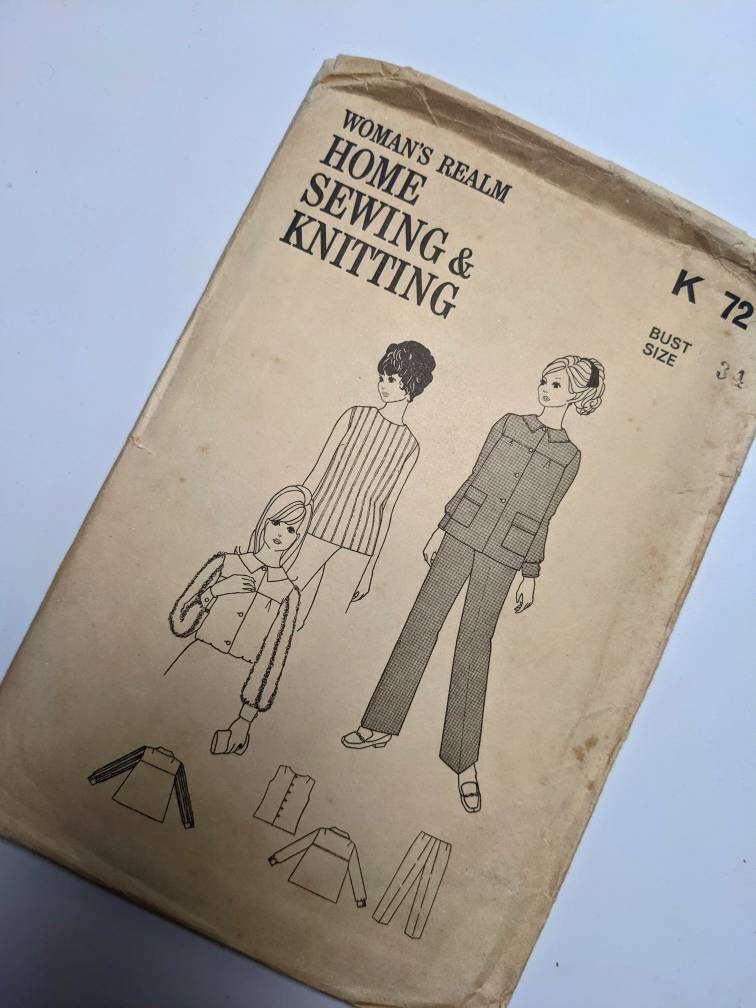 WOMAN'S REALM
HOME
SEWING &
KNITTING
K 72
BUST
SIZE 34